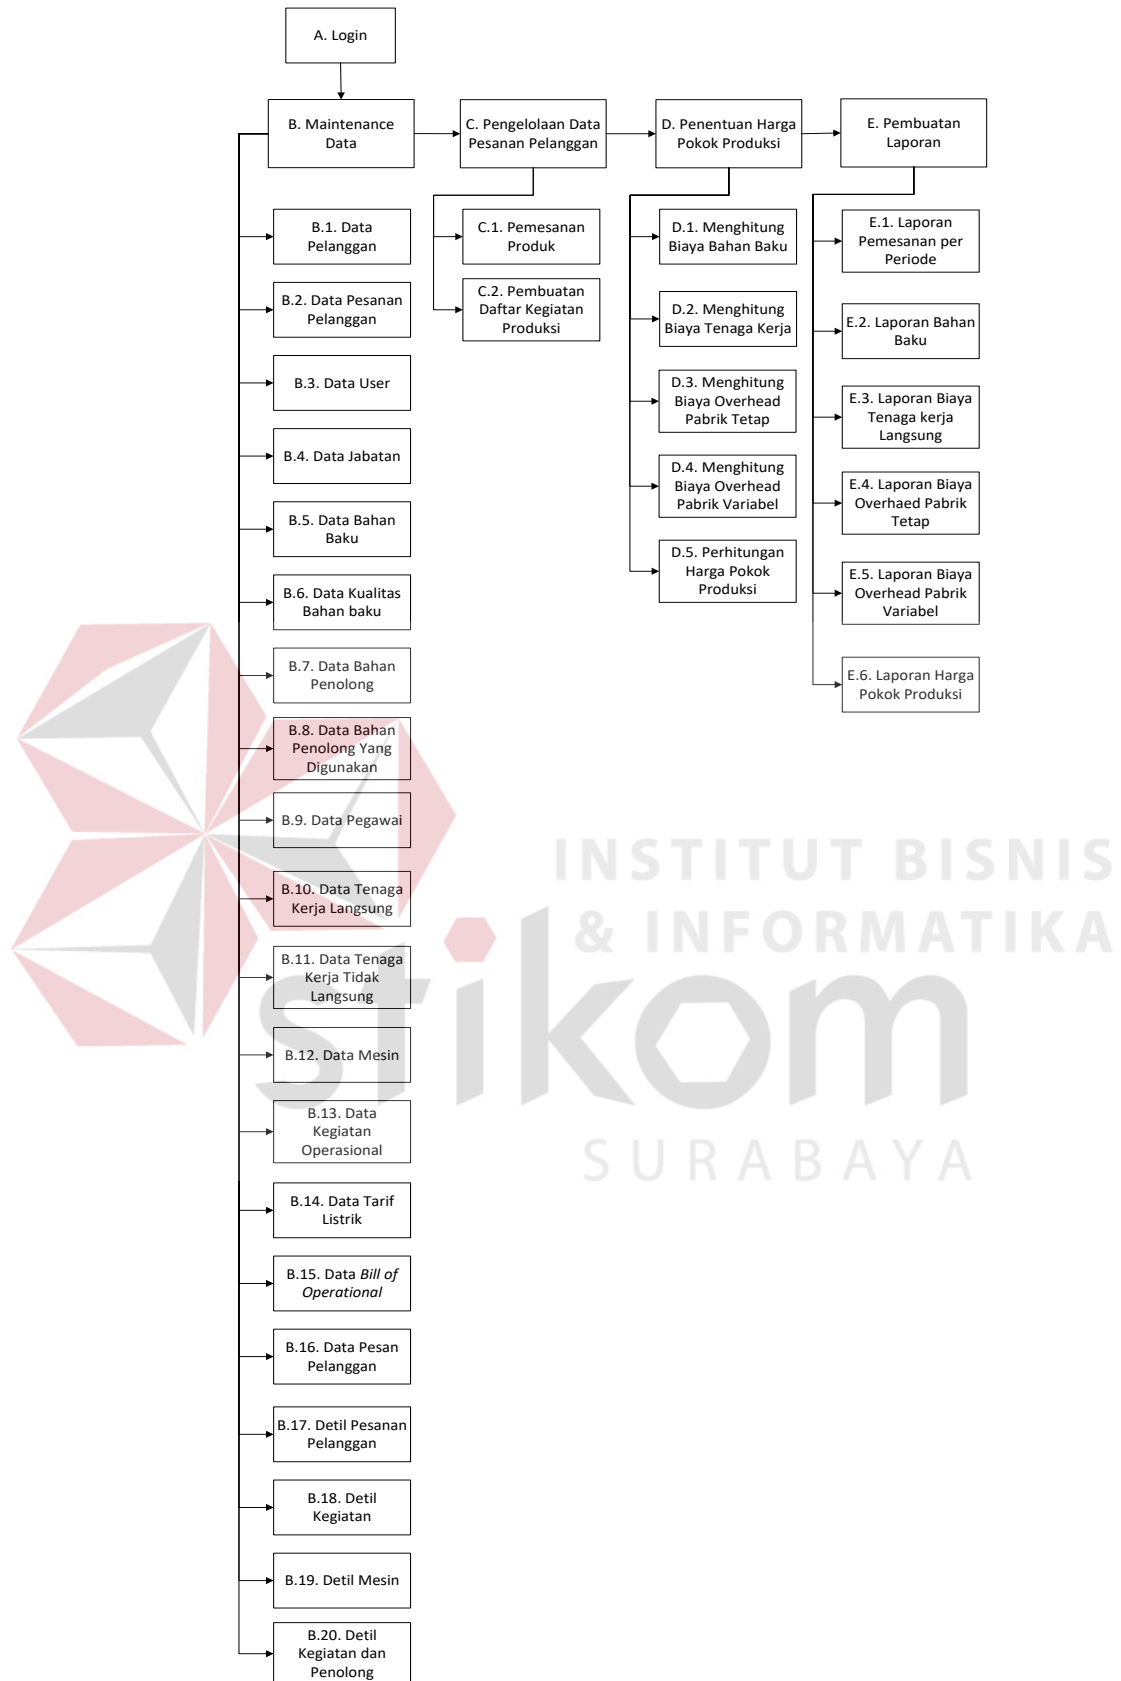 A. Login
B. Maintenance
Data
C. Pengelolaan Data
Pesanan Pelanggan
D. Penentuan Harga
Pokok Produksi
E. Pembuatan
Laporan
B.1. Data
Pelanggan
B.2. Data Pesanan
Pelanggan
B.3. Data User
B.4. Data Jabatan
B.5. Data Bahan
Baku
B.6. Data Kualitas
Bahan baku
B.7. Data Bahan
Penolong
B.8. Data Bahan
Penolong Yang
Digunakan
B.9. Data Pegawai
B.10. Data Tenaga
Kerja Langsung
B.11. Data Tenaga
Kerja Tidak
Langsung
B.12. Data Mesin
B.13. Data
Kegiatan
Operasional
B.14. Data Tarif
Listrik
B.15. Data Bill of
Operational
B.16. Data Pesan
Pelanggan
B.17. Detil Pesanan
Pelanggan
B.18. Detil
Kegiatan
B.19. Detil Mesin
B.20. Detil
Kegiatan dan
Penolong
C.1. Pemesanan
Produk
C.2. Pembuatan
Daftar Kegiatan
Produksi
D.1. Menghitung
Biaya Bahan Baku
D.2. Menghitung
Biaya Tenaga Kerja
D.3. Menghitung
Biaya Overhead
Pabrik Tetap
D.4. Menghitung
Biaya Overhead
Pabrik Variabel
D.5. Perhitungan
Harga Pokok
Produksi
E.1. Laporan
Pemesanan per
Periode
E.2. Laporan Bahan
Baku
E.3. Laporan Biaya
Tenaga kerja
Langsung
E.4. Laporan Biaya
Overhaed Pabrik
Tetap
E.5. Laporan Biaya
Overhead Pabrik
Variabel
E.6. Laporan Harga
Pokok Produksi
INSTITUT BISNIS
& INFORMATIKA
stikom
SURABAYA